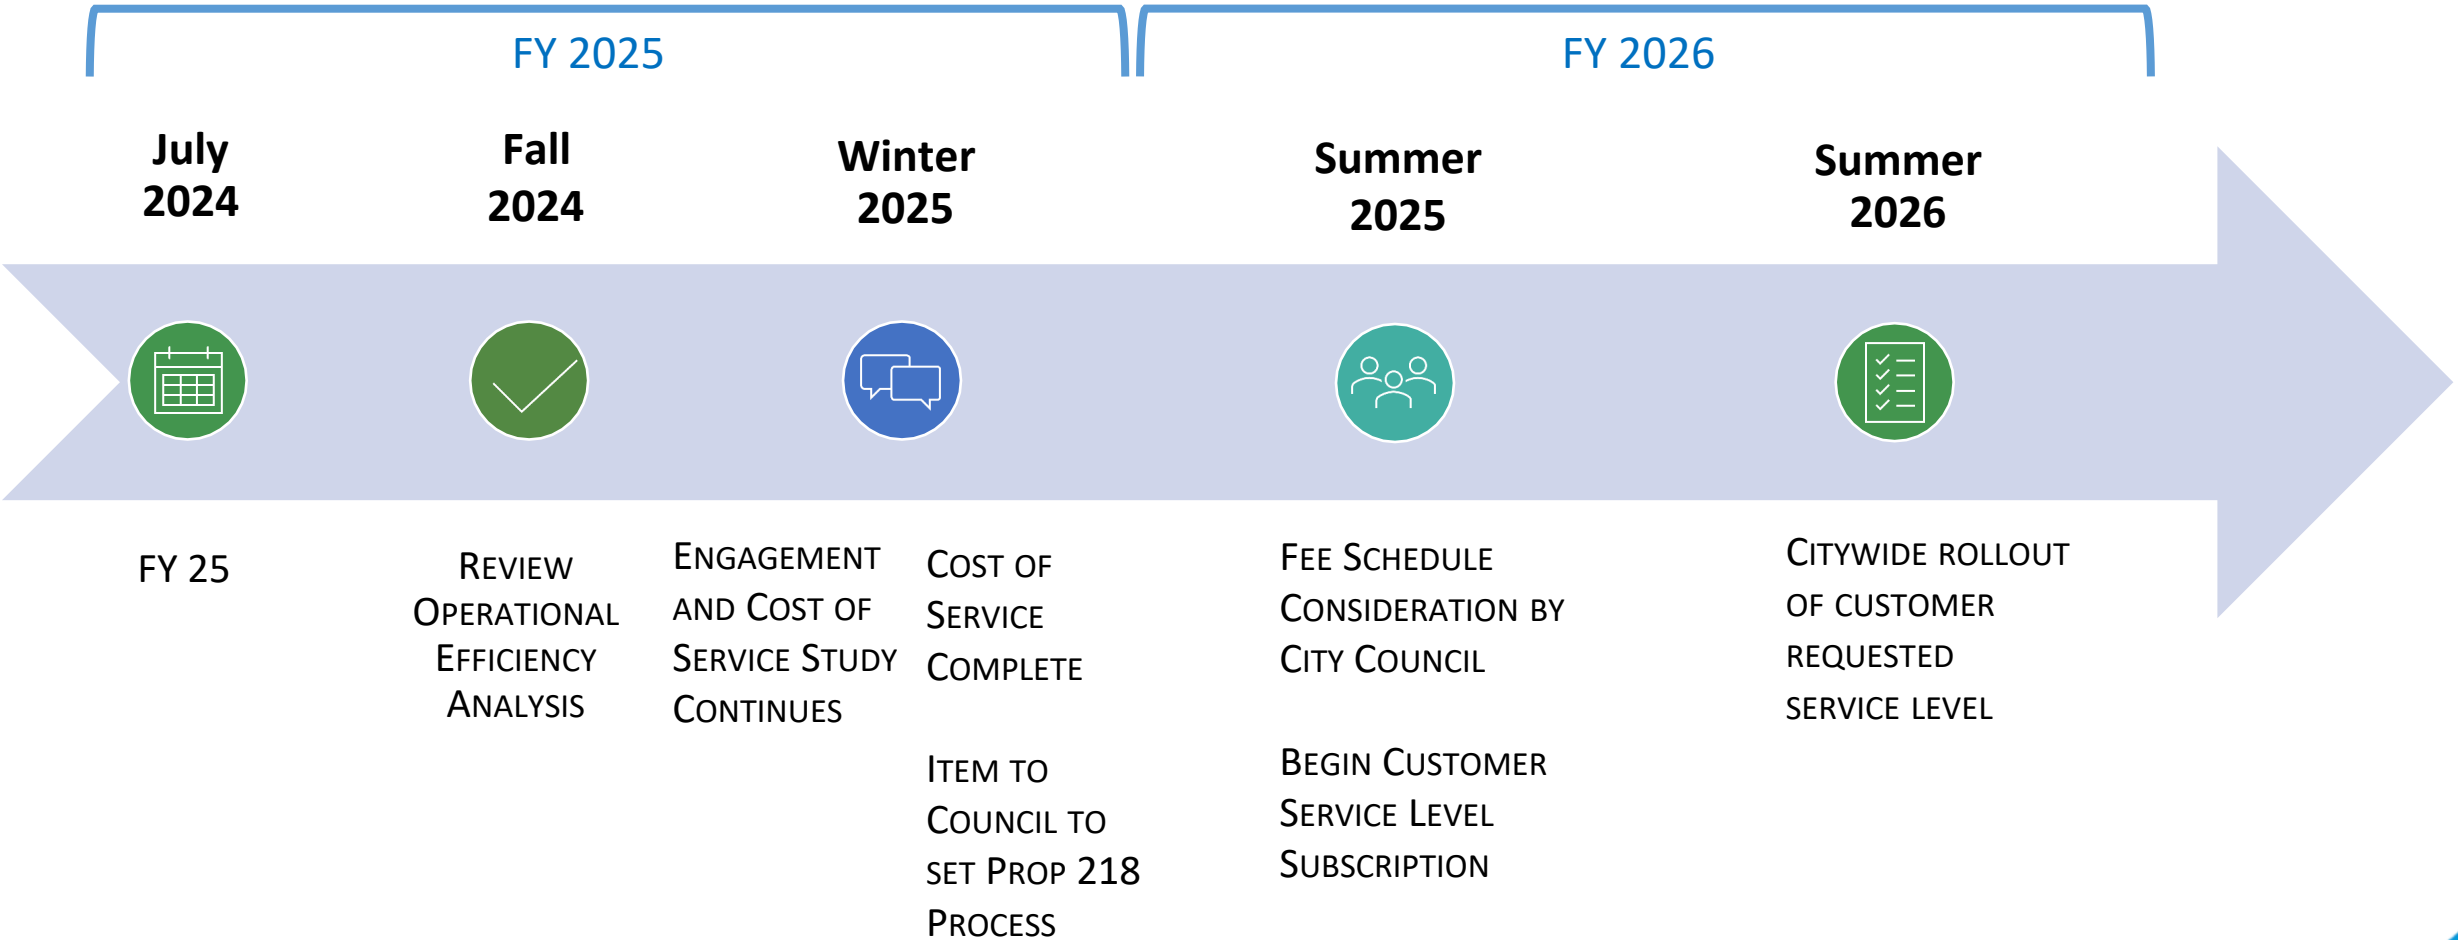 FY 2025
FY 2026
July
2024
Fall
2024
Winter
2025
Summer
2025
Summer
2026
FY 25
REVIEW
OPERATIONAL
EFFICIENCY
ANALYSIS
ENGAGEMENT
AND COST OF
SERVICE STUDY
CONTINUES
COST OF
SERVICE
COMPLETE
ITEM TO
COUNCIL TO
SET PROP 218
PROCESS
FEE SCHEDULE
CONSIDERATION BY
CITY COUNCIL
BEGIN CUSTOMER
SERVICE LEVEL
SUBSCRIPTION
CITYWIDE ROLLOUT
OF CUSTOMER
REQUESTED
SERVICE LEVEL